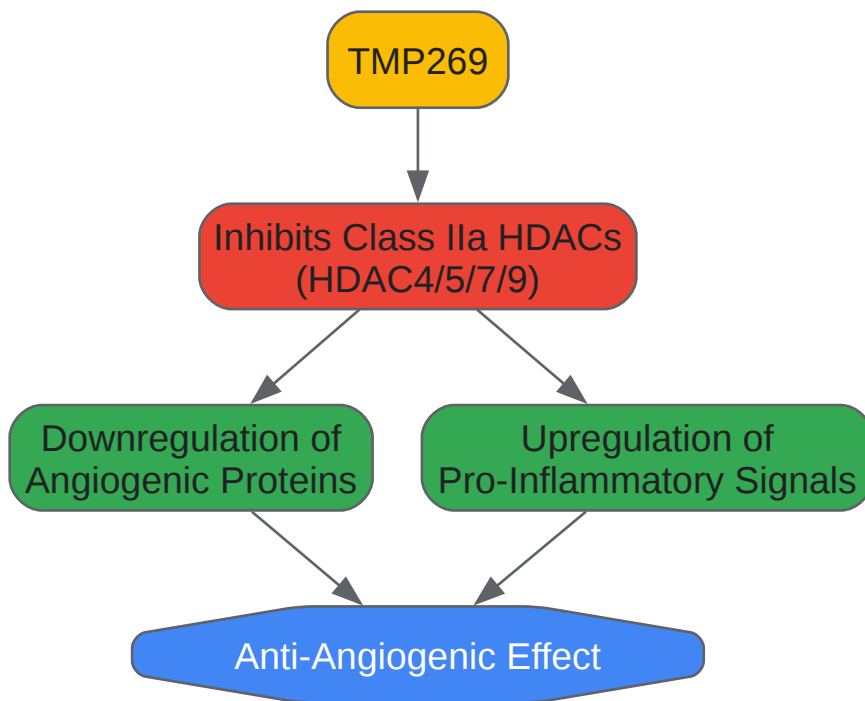 TMP269
Inhibits Class IIa HDACs
(HDAC4/5/7/9)
Downregulation of
Angiogenic Proteins
Upregulation of
Pro-Inflammatory Signals
Anti-Angiogenic Effect